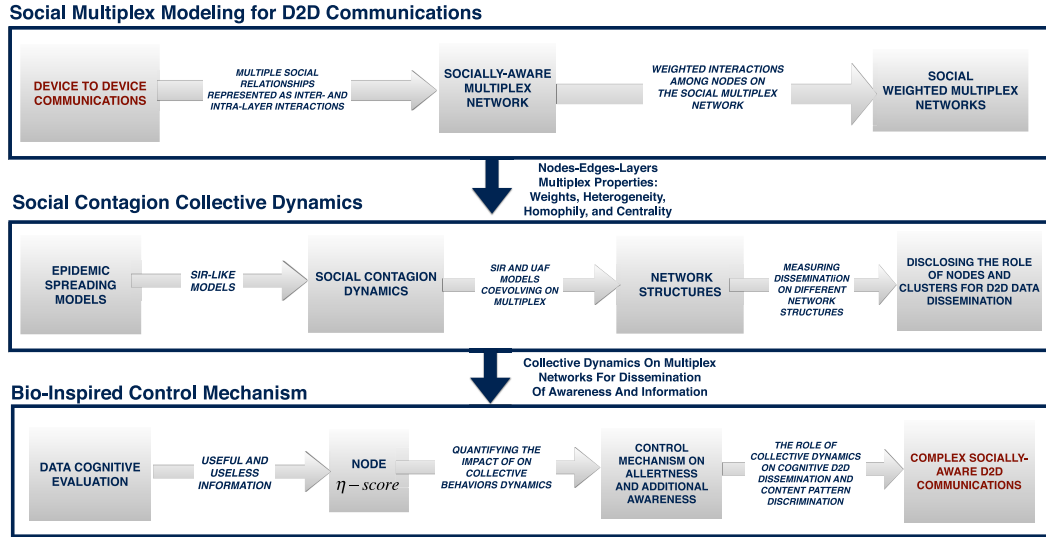 Social Multiplex Modeling for D2D Communications
DEVICE TO DEVICE
COMMUNICATIONS
MULTIPLE SOCIAL
RELATIONSHIPS
REPRESENTED AS INTER- AND
INTRA-LAYER INTERACTIONS
SOCIALLY-AWARE
MULTIPLEX
NETWORK
WEIGHTED INTERACTIONS
AMONG NODES ON
THE SOCIAL MULTIPLEX
NETWORK
SOCIAL
WEIGHTED MULTIPLEX
NETWORKS
Nodes-Edges-Layers
Multiplex Properties:
Weights, Heterogeneity,
Homophily, and Centrality
Social Contagion Collective Dynamics
EPIDEMIC
SPREADING
MODELS
SIR-LIKE
MODELS
SOCIAL CONTAGION
DYNAMICS
SIR AND UAF
MODELS
COEVOLVING ON
MULTIPLEX
NETWORK
STRUCTURES
MEASURING
DISSEMINATIION
ON DIFFERENT
NETWORK
STRUCTURES
DISCLOSING THE ROLE
OF NODES AND
CLUSTERS FOR D2D DATA
DISSEMINATION
Collective Dynamics On Multiplex
Networks For Dissemination
Of Awareness And Information
Bio-Inspired Control Mechanism
DATA COGNITIVE
EVALUATION
USEFUL AND
USELESS
INFORMATION
NODE
η – score
QUANTIFYING THE
IMPACT OF ON
COLLECTIVE
BEHAVIORS DYNAMICS
CONTROL
MECHANISM ON
ALLERTNESS
AND ADDITIONAL
AWARENESS
THE ROLE OF
COLLECTIVE DYNAMICS
ON COGNITIVE D2D
DISSEMINATION AND
CONTENT PATTERN
DISCRIMINATION
COMPLEX SOCIALLY-
AWARE D2D
COMMUNICATIONS